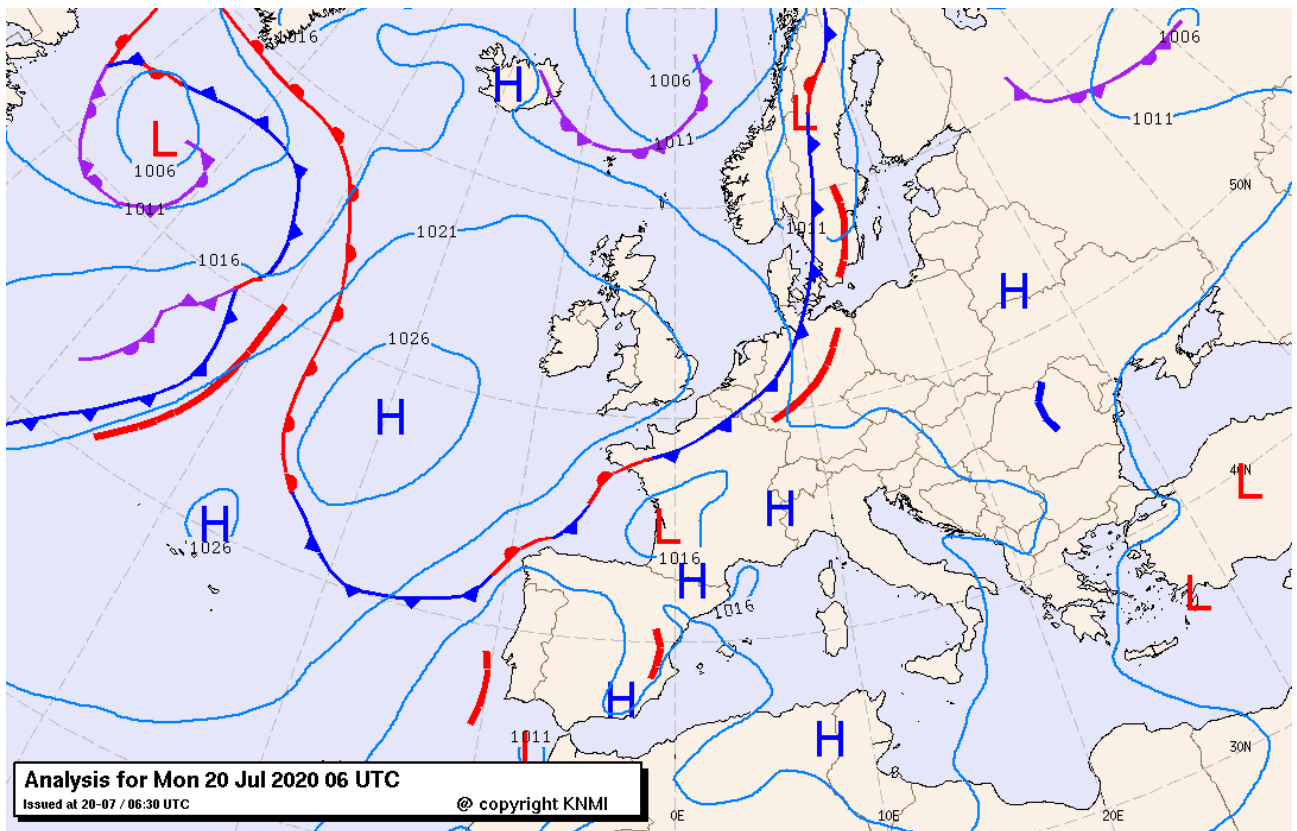 1016
1006
1006
1011
1011
L
H
L
1006
1011
50N
1011
1021
1016
H
1026
H
40N
L
H
H
1026
L
1016
H
1016
L
H
H
1011
L
30N
Analysis for Mon 20 Jul 2020 06 UTC
Issued at 20-07 / 06:30 UTC
@ copyright KNMI
0E
10E
20E